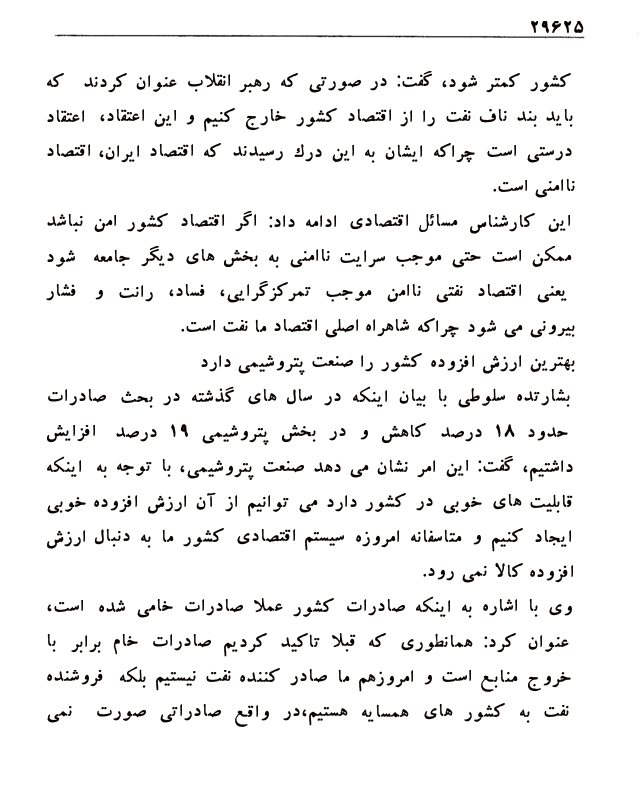 ۲۹۶۲۵
کشور کمتر شود، گفت: در صورتی که رهبر انقلاب عنوان کردند که
باید بند ناف نفت را از اقتصاد کشور خارج کنیم و این اعتقاد، اعتقاد
درستی است چراکه ایشان به این درك رسیدند که اقتصاد ایران، اقتصاد
ناامنی است.
این کارشناس مسائل اقتصادی ادامه داد: اگر اقتصاد کشور امن نباشد
ممکن است حتی موجب سرایت ناامنی به بخش های دیگر جامعه شود
یعنی اقتصاد نفتی ناامن موجب تمرکزگرایی، فساد، رانت و فشار
بیرونی می شود چراکه شاهراه اصلی اقتصاد ما نفت است.
بهترین ارزش افزوده کشور را صنعت پتروشیمی دارد
بشارتده سلوطی با بیان اینکه در سال های گذشته در بحث صادرات
حدود ۱۸ درصد کاهش و در بخش پتروشیمی ۱۹ درصد افزایش
داشتیم، گفت: این امر نشان می دهد صنعت پتروشیمی، با توجه به اینکه
قابلیت های خوبی در کشور دارد می توانیم از آن ارزش افزوده خوبی
ایجاد کنیم و متاسفانه امروزه سیستم اقتصادی کشور ما به دنبال ارزش
افزوده کالا نمی رود.
وی با اشاره به اینکه صادرات کشور عملا صادرات خامی شده است،
عنوان کرد: همانطوری که قبلا تاکید کردیم صادرات خام برابر با
خروج منابع است و امروزهم ما صادر کننده نفت نیستیم بلکه فروشنده
نفت به کشور های همسایه هستیم،در واقع صادراتی صورت نمی